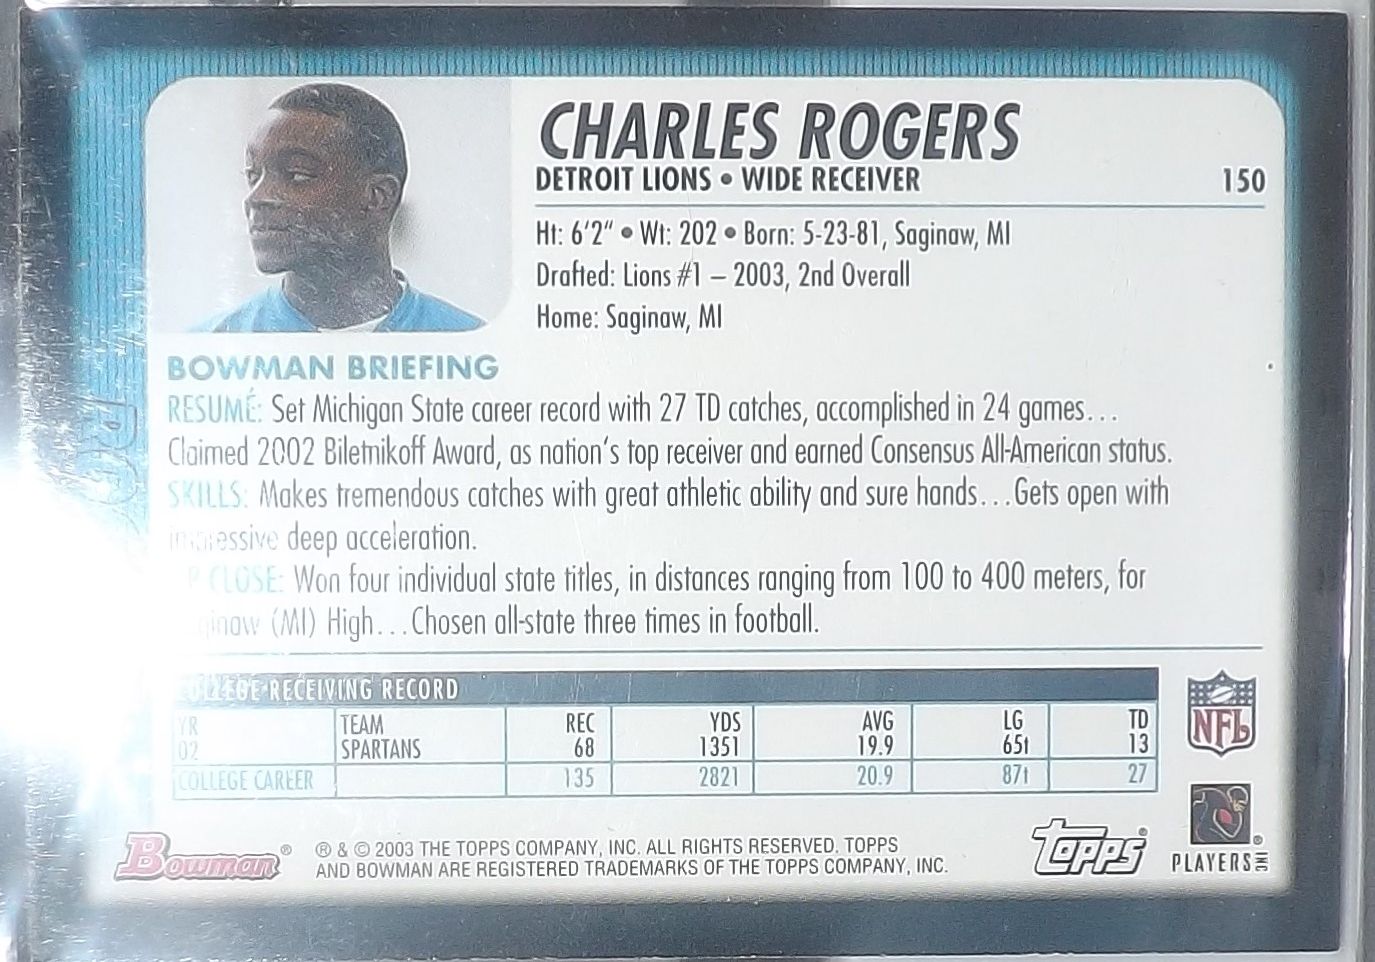 CHARLES ROGERS
DETROIT LIONS • WIDE RECEIVER 150
Ht: 6'2" • Wt: 202 • Born: 5-23-81, Saginaw, MI
Drafted: Lions #1 – 2003, 2nd Overall
Home: Saginaw, MI
BOWMAN BRIEFING
RESUMÉ: Set Michigan State career record with 27 TD catches, accomplished in 24 games...
Claimed 2002 Biletnikoff Award, as nation's top receiver and earned Consensus All-American status.
SKILLS: Makes tremendous catches with great athletic ability and sure hands...Gets open with
impressive deep acceleration.
UP CLOSE: Won four individual state titles, in distances ranging from 100 to 400 meters, for
Saginaw (MI) High...Chosen all-state three times in football.
COLLEGE RECEIVING RECORD
YR TEAM REC YDS AVG LG TD
02 SPARTANS 68 1351 19.9 65t 13
COLLEGE CAREER 135 2821 20.9 87t 27
NFL
Bowman®
® & © 2003 THE TOPPS COMPANY, INC. ALL RIGHTS RESERVED. TOPPS
AND BOWMAN ARE REGISTERED TRADEMARKS OF THE TOPPS COMPANY, INC.
Topps®
PLAYERS INC